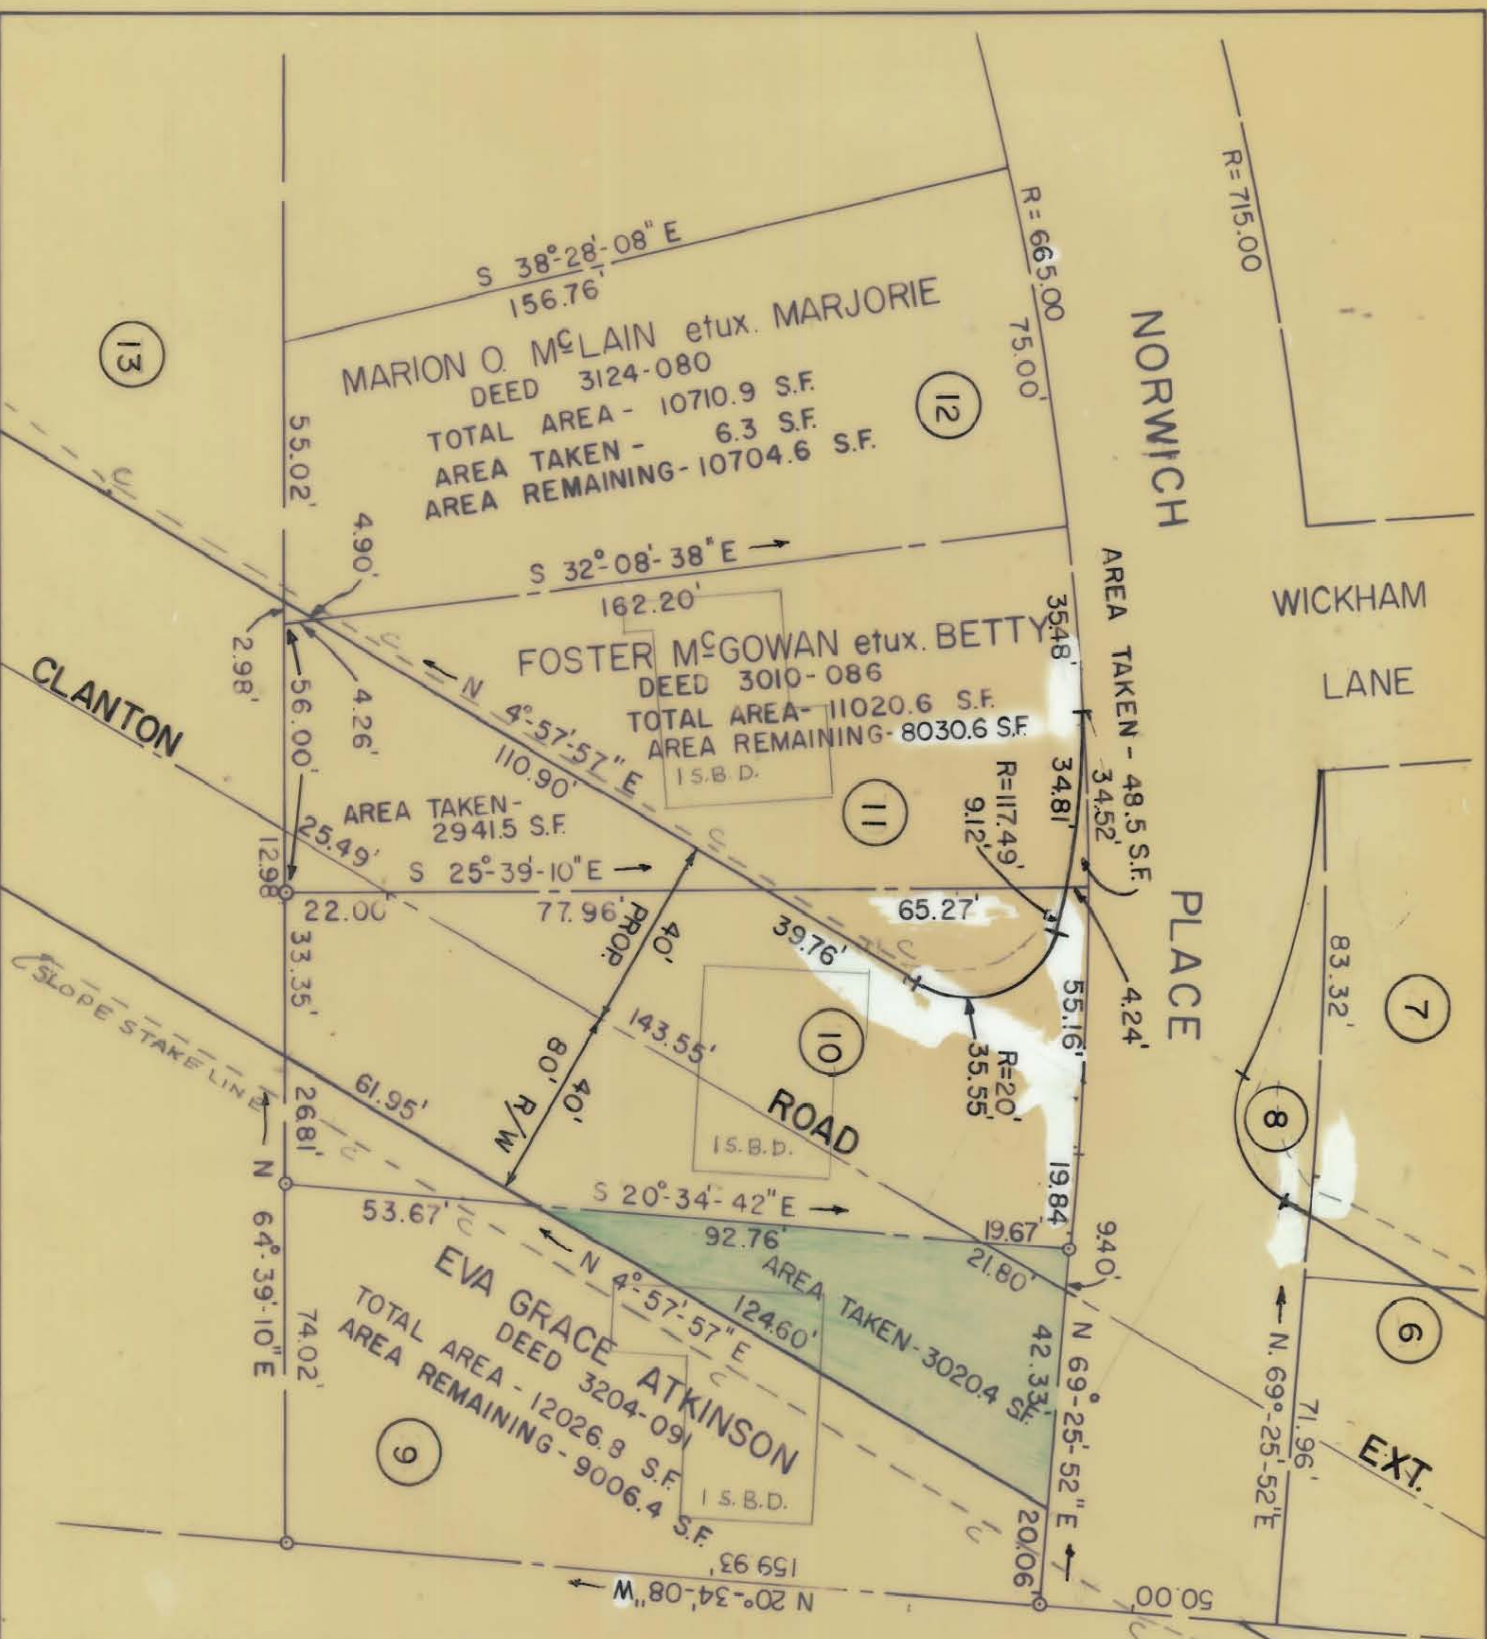 R=715.00
R=665.00
75.00'
NORWICH
PLACE
WICKHAM
LANE
S 38°-28'-08" E
156.76'
MARION O. McLAIN etux. MARJORIE
DEED 3124-080
TOTAL AREA- 10710.9 S.F.
AREA TAKEN- 6.3 S.F.
AREA REMAINING-10704.6 S.F.
12
13
55.02'
4.90'
2.98'
4.26'
56.00'
S 32°-08'-38" E
162.20'
FOSTER McGOWAN etux. BETTY
DEED 3010-086
TOTAL AREA- 11020.6 S.F.
AREA REMAINING- 8030.6 S.F.
1 S.B.D.
11
N 4°-57'-57" E
110.90'
35.48'
34.81'
AREA TAKEN- 48.5 S.F.
34.52'
R=117.49'
9.12'
4.24'
CLANTON
ROAD
EXT.
AREA TAKEN-
2941.5 S.F.
25.49'
12.98'
S 25°-39'-10" E
22.00
77.96'
65.27'
39.76'
33.35'
40'
PROP.
40'
80' R/W
143.55'
10
R=20'
35.55'
55.16'
19.84'
1 S.B.D.
SLOPE STAKE LINE
61.95'
26.81'
N 64°-39'-10" E
74.02'
53.67'
S 20°-34'-42" E
92.76'
19.67'
21.80'
9.40'
AREA TAKEN-3020.4 S.F.
N 4°-57'-57" E
124.60'
42.33'
N 69°-25'-52" E
20.06'
EVA GRACE ATKINSON
DEED 3204-091
TOTAL AREA- 12026.8 S.F.
AREA REMAINING- 9006.4 S.F.
1 S.B.D.
9
159.93'
N 20°-34'-08" W
50.00'
83.32'
7
8
6
71.96'
N. 69°-25'-52" E